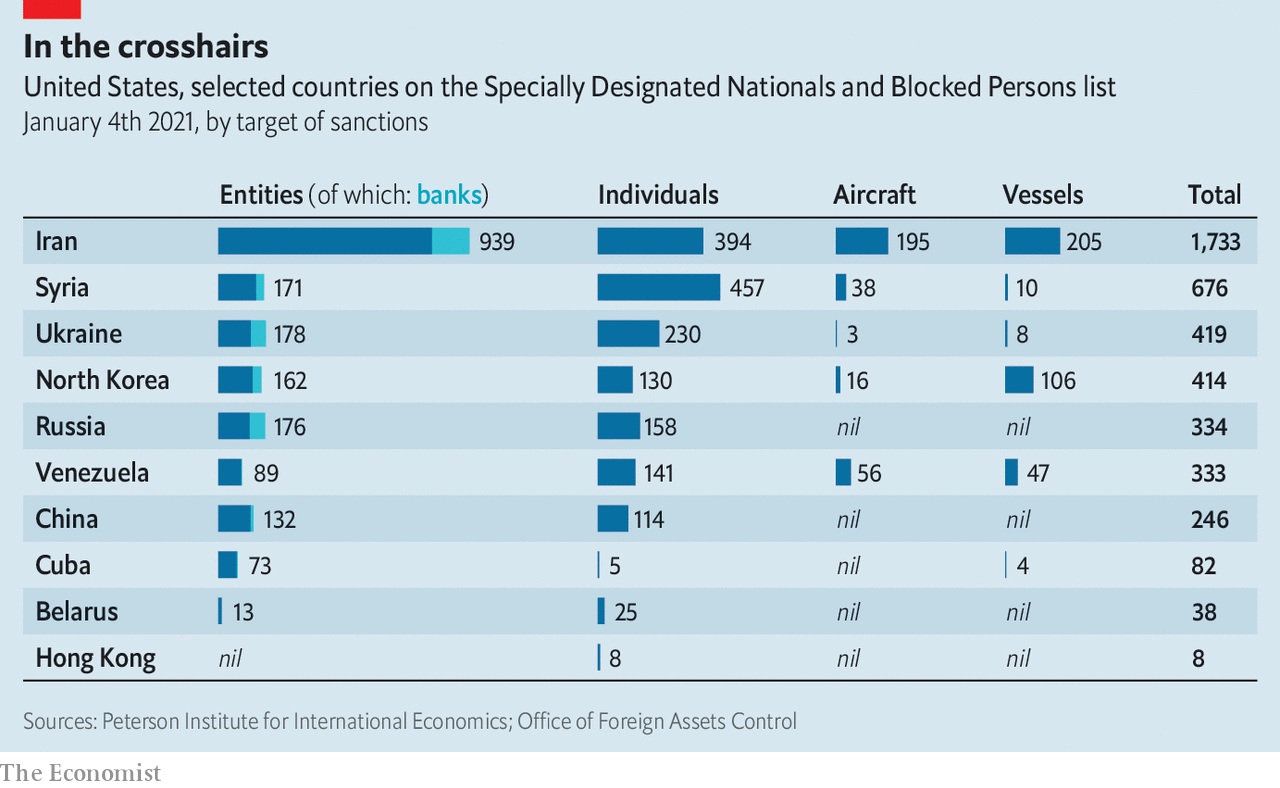 In the crosshairs
United States, selected countries on the Specially Designated Nationals and Blocked Persons list
January 4th 2021, by target of sanctions
Entities (of which: banks) Individuals Aircraft Vessels Total
Iran 939 394 195 205 1,733
Syria 171 457 38 10 676
Ukraine 178 230 3 8 419
North Korea 162 130 16 106 414
Russia 176 158 nil nil 334
Venezuela 89 141 56 47 333
China 132 114 nil nil 246
Cuba 73 5 nil 4 82
Belarus 13 25 nil nil 38
Hong Kong nil 8 nil nil 8
Sources: Peterson Institute for International Economics; Office of Foreign Assets Control
The Economist